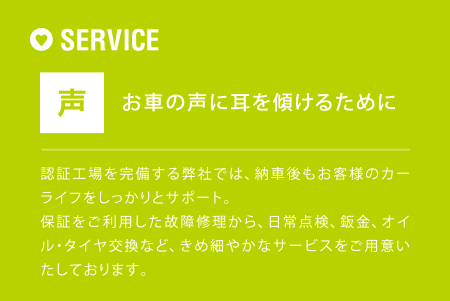 SERVICE
声
お車の声に耳を傾けるために
認証工場を完備する弊社では、納車後もお客様のカー
ライフをしっかりとサポート。
保証をご利用した故障修理から、日常点検、鈑金、オイ
ル・タイヤ交換など、きめ細やかなサービスをご用意い
たしております。